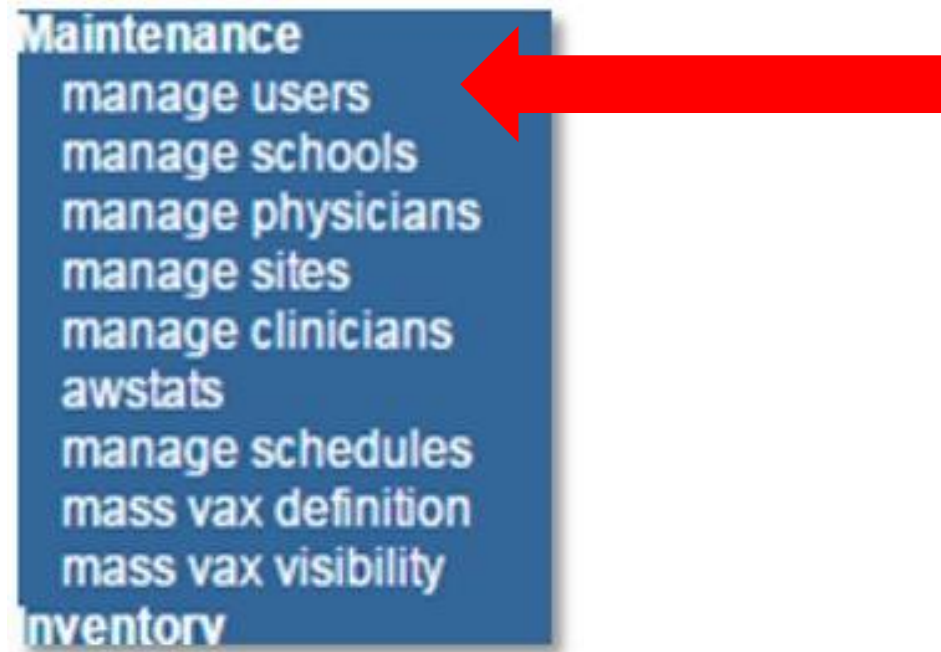 Maintenance
manage users
manage schools
manage physicians
manage sites
manage clinicians
awstats
manage schedules
mass vax definition
mass vax visibility
Inventory